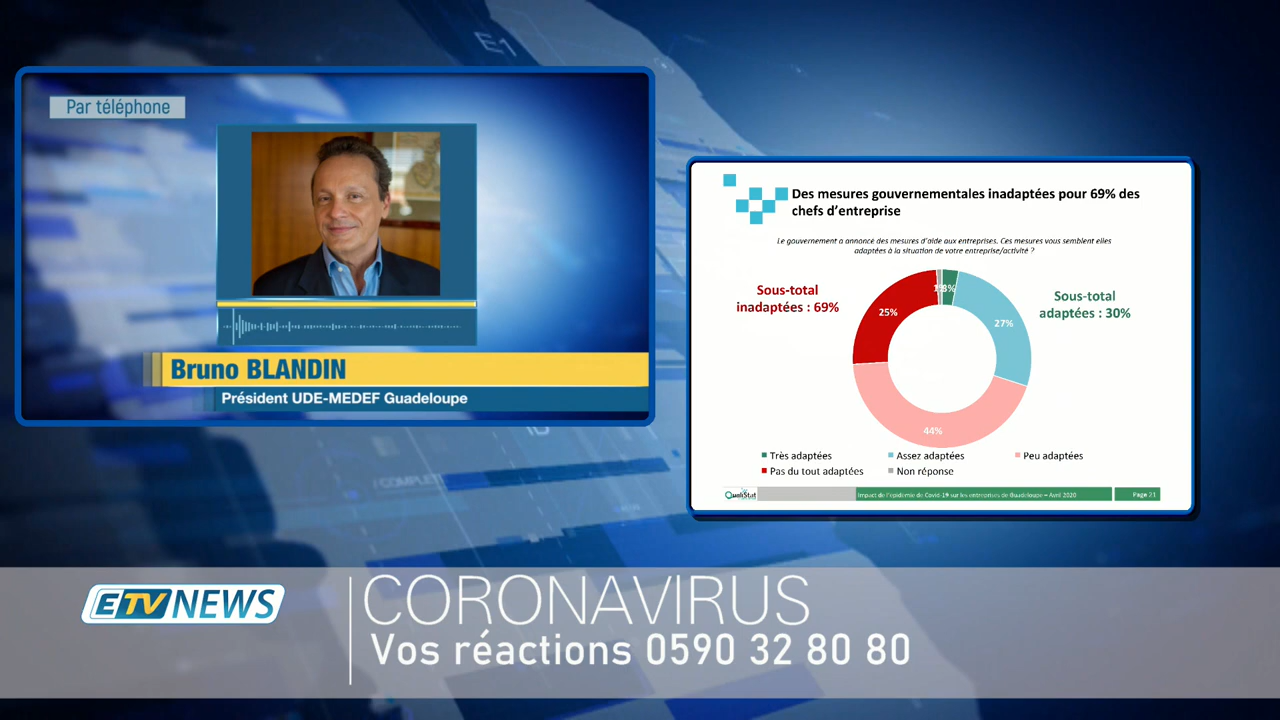 E1
Par téléphone
Bruno BLANDIN
Président UDE-MEDEF Guadeloupe
Des mesures gouvernementales inadaptées pour 69% des
chefs d'entreprise
Le gouvernement a annoncé des mesures d'aide aux entreprises. Ces mesures vous semblent elles
adaptées à la situation de votre entreprise/activité ?
Sous-total
inadaptées : 69%
Sous-total
adaptées : 30%
3%
25%
27%
44%
Très adaptées
Assez adaptées
Peu adaptées
Pas du tout adaptées
Non réponse
QualiStat
Impact de l'épidémie de Covid-19 sur les entreprises de Guadeloupe – Avril 2020
Page 21
ETV NEWS
CORONAVIRUS
Vos réactions 0590 32 80 80